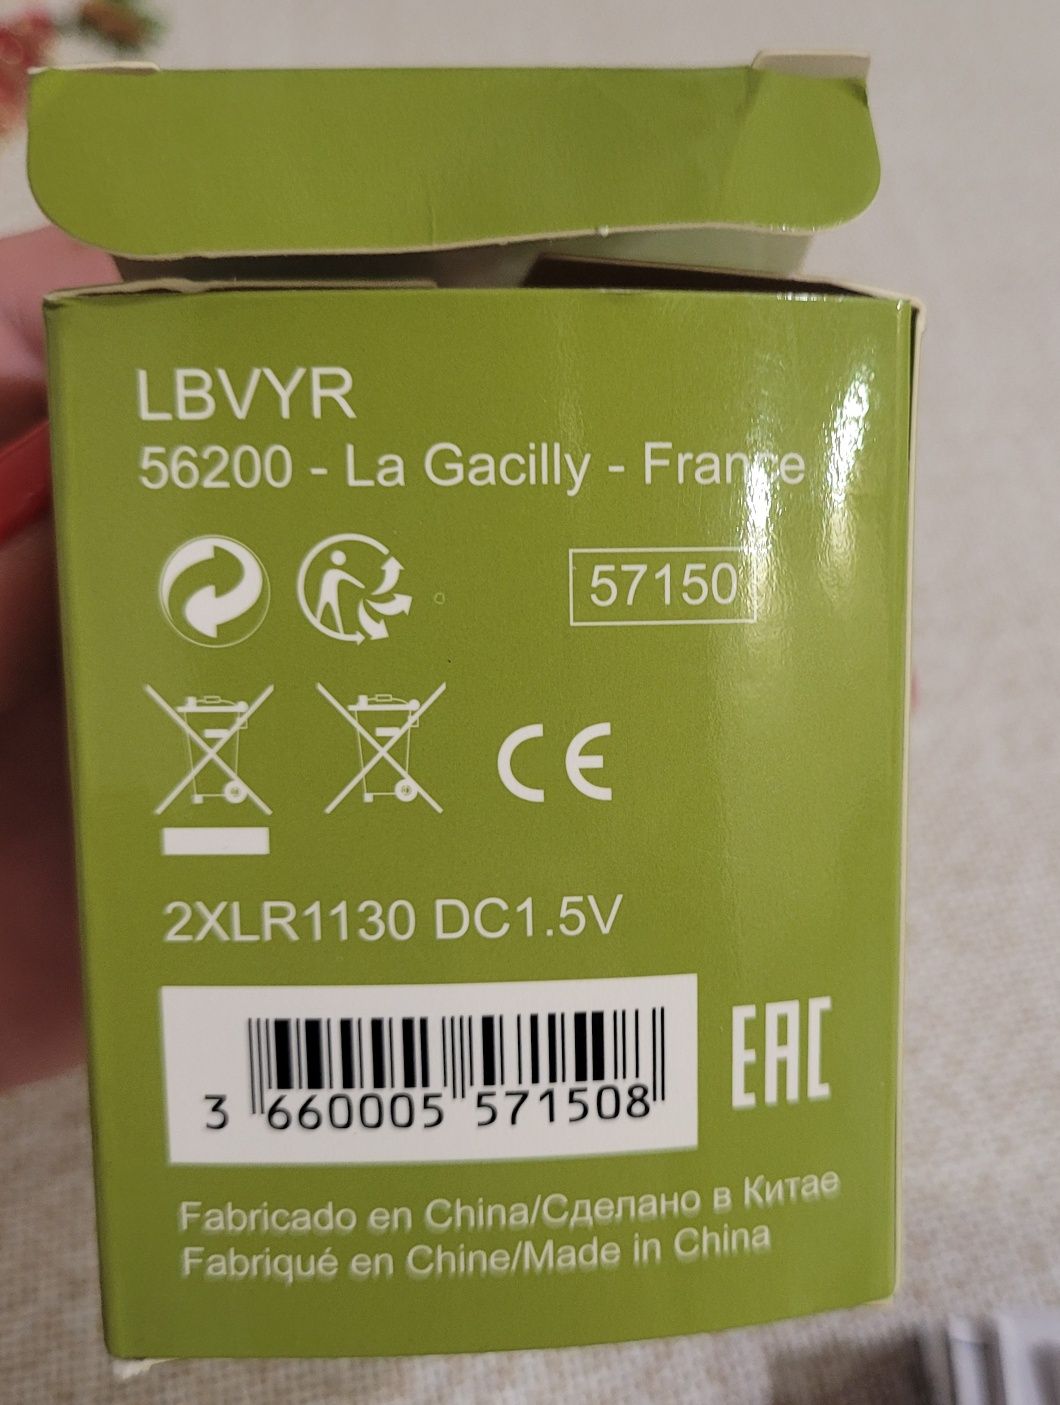 LBVYR
56200 - La Gacilly - France
57150
CE
2XLR1130 DC1.5V
3 660005 571508
EAC
Fabricado en China/Сделано в Китае
Fabriqué en Chine/Made in China